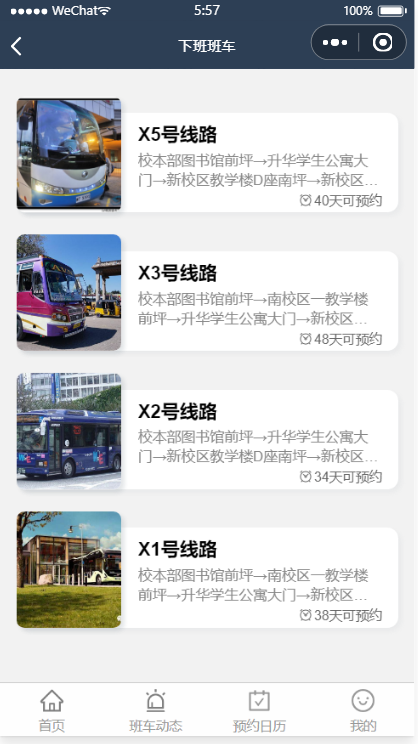 WeChat
5:57
100%
下班班车
X5号线路
校本部图书馆前坪→升华学生公寓大
门→新校区教学楼D座南坪→新校区...
40天可预约
X3号线路
校本部图书馆前坪→南校区一教学楼
前坪→升华学生公寓大门→新校区...
48天可预约
X2号线路
校本部图书馆前坪→升华学生公寓大
门→新校区教学楼D座南坪→新校区...
34天可预约
X1号线路
校本部图书馆前坪→南校区一教学楼
前坪→升华学生公寓大门→新校区...
38天可预约
首页
班车动态
预约日历
我的